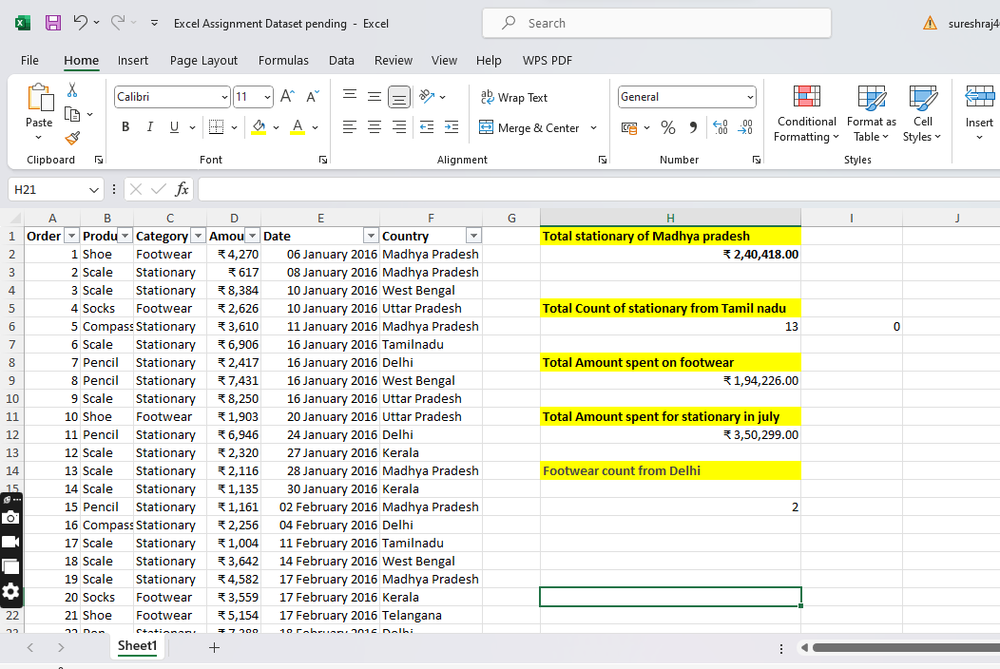 Excel Assignment Dataset pending - Excel
Search
sureshraj4
File Home Insert Page Layout Formulas Data Review View Help WPS PDF
Paste
Calibri 11
B I U
Wrap Text
Merge & Center
General
Conditional Formatting
Format as Table
Cell Styles
Insert
Clipboard Font Alignment Number Styles
H21 fx
A B C D E F G H I J
1 Order Produ Category Amou Date Country Total stationary of Madhya pradesh
2 1 Shoe Footwear ₹ 4,270 06 January 2016 Madhya Pradesh ₹ 2,40,418.00
3 2 Scale Stationary ₹ 617 08 January 2016 Madhya Pradesh
4 3 Scale Stationary ₹ 8,384 10 January 2016 West Bengal
5 4 Socks Footwear ₹ 2,626 10 January 2016 Uttar Pradesh Total Count of stationary from Tamil nadu
6 5 Compass Stationary ₹ 3,610 11 January 2016 Madhya Pradesh 13 0
7 6 Scale Stationary ₹ 6,906 16 January 2016 Tamilnadu
8 7 Pencil Stationary ₹ 2,417 16 January 2016 Delhi Total Amount spent on footwear
9 8 Pencil Stationary ₹ 7,431 16 January 2016 West Bengal ₹ 1,94,226.00
10 9 Scale Stationary ₹ 8,250 16 January 2016 Uttar Pradesh
11 10 Shoe Footwear ₹ 1,903 20 January 2016 Uttar Pradesh Total Amount spent for stationary in july
12 11 Pencil Stationary ₹ 6,946 24 January 2016 Delhi ₹ 3,50,299.00
13 12 Scale Stationary ₹ 2,320 27 January 2016 Kerala
14 13 Scale Stationary ₹ 2,116 28 January 2016 Madhya Pradesh Footwear count from Delhi
15 14 Scale Stationary ₹ 1,135 30 January 2016 Kerala
15 Pencil Stationary ₹ 1,161 02 February 2016 Madhya Pradesh 2
16 Compass Stationary ₹ 2,256 04 February 2016 Delhi
17 Scale Stationary ₹ 1,004 11 February 2016 Tamilnadu
18 Scale Stationary ₹ 3,642 14 February 2016 West Bengal
19 Scale Stationary ₹ 4,582 17 February 2016 Madhya Pradesh
20 Socks Footwear ₹ 3,559 17 February 2016 Kerala
22 21 Shoe Footwear ₹ 5,154 17 February 2016 Telangana
Sheet1